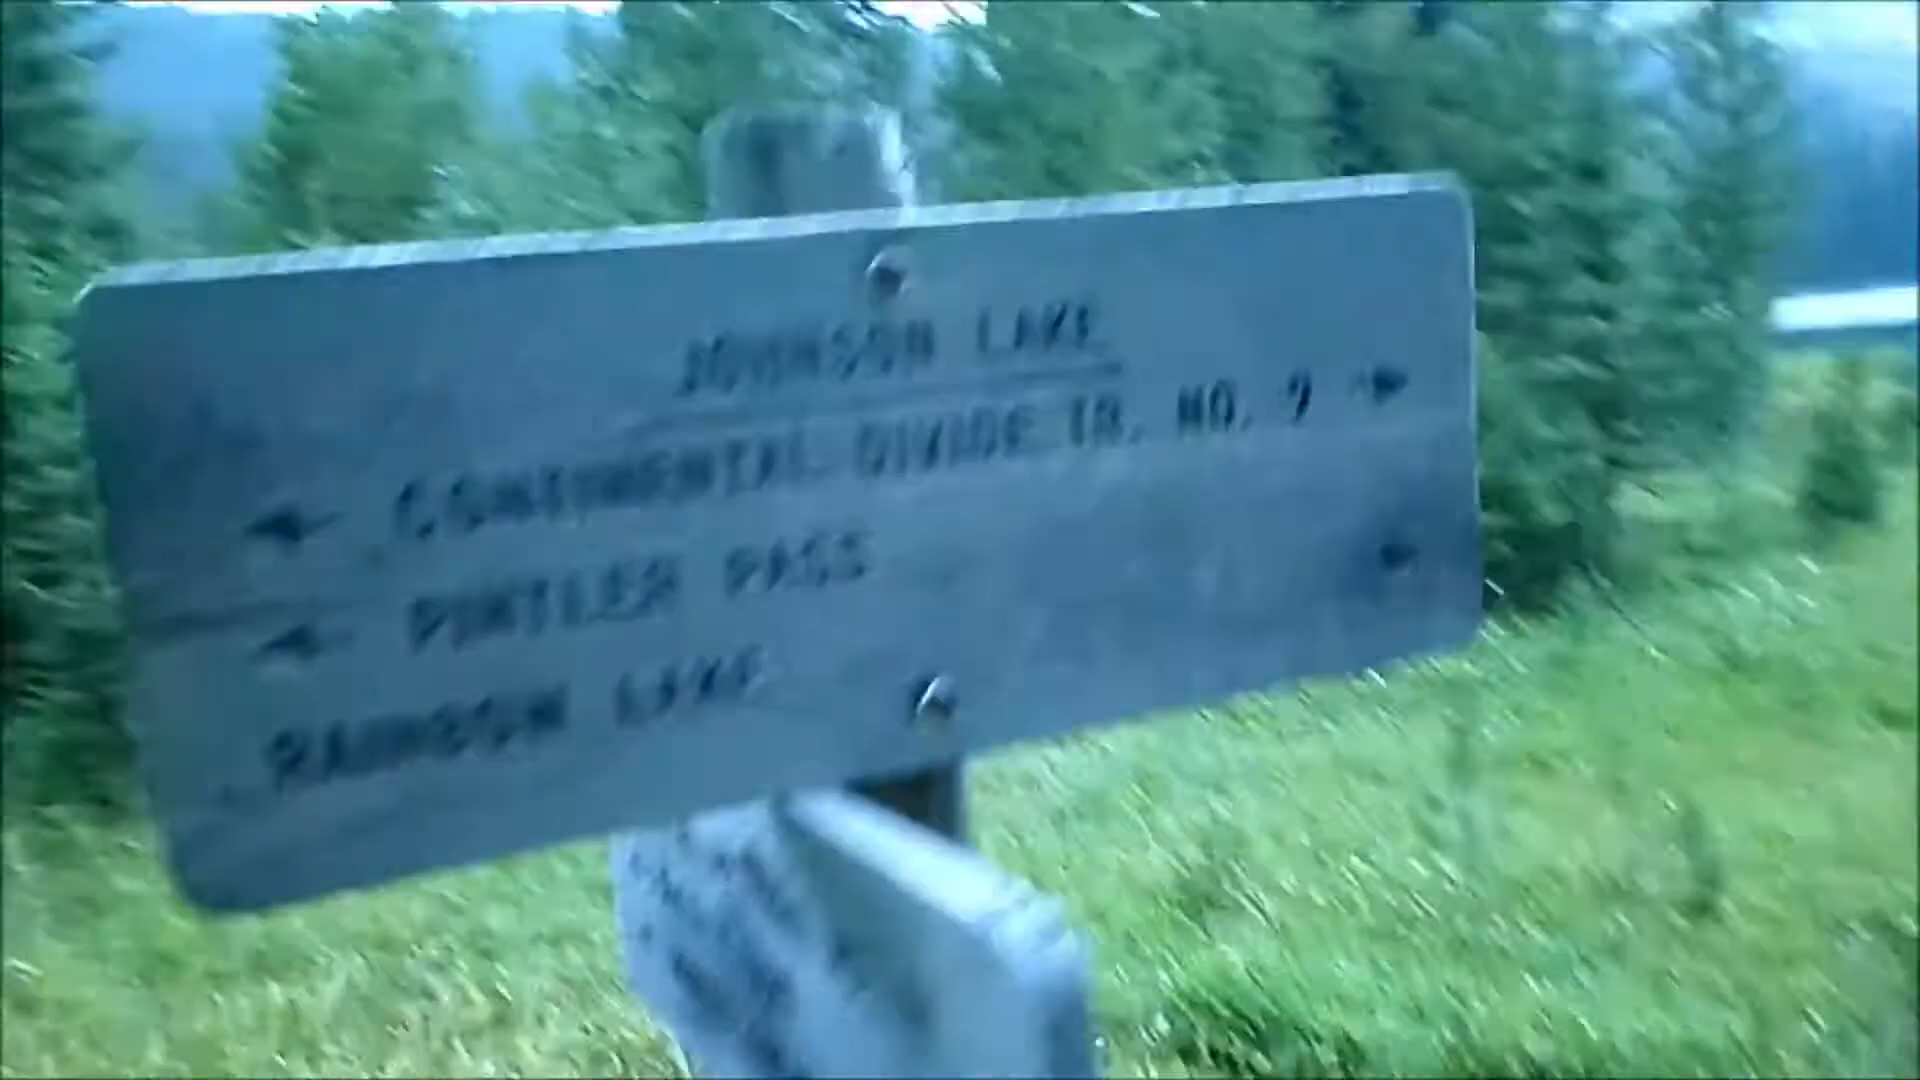 JOHNSON LAKE
CONTINENTAL DIVIDE TR. NO. 9
PINTLER PASS
RAINBOW LAKE